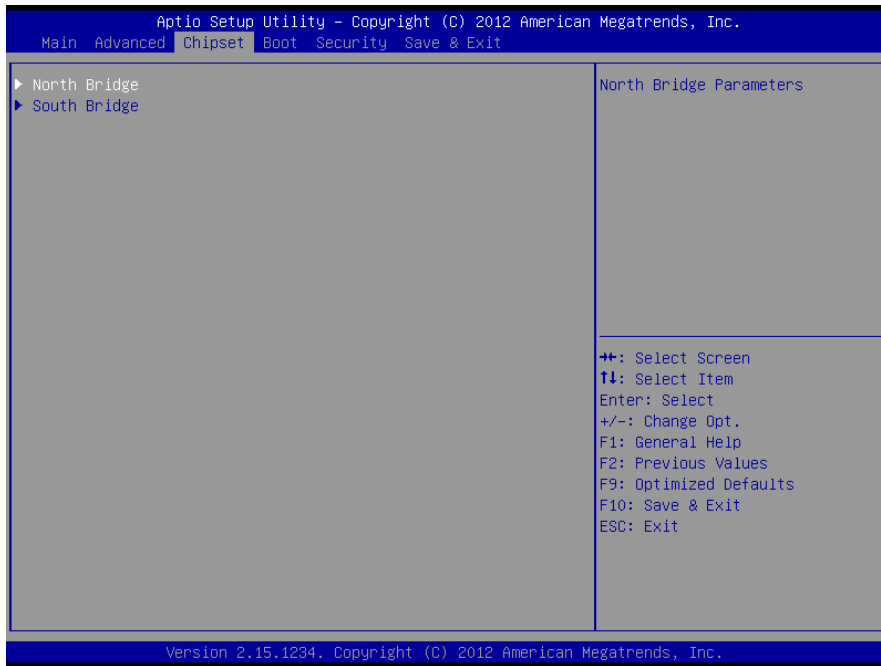 Aptio Setup Utility – Copyright (C) 2012 American Megatrends, Inc.
Main Advanced Chipset Boot Security Save & Exit
▶ North Bridge
▶ South Bridge
North Bridge Parameters
→←: Select Screen
↑↓: Select Item
Enter: Select
+/-: Change Opt.
F1: General Help
F2: Previous Values
F9: Optimized Defaults
F10: Save & Exit
ESC: Exit
Version 2.15.1234. Copyright (C) 2012 American Megatrends, Inc.